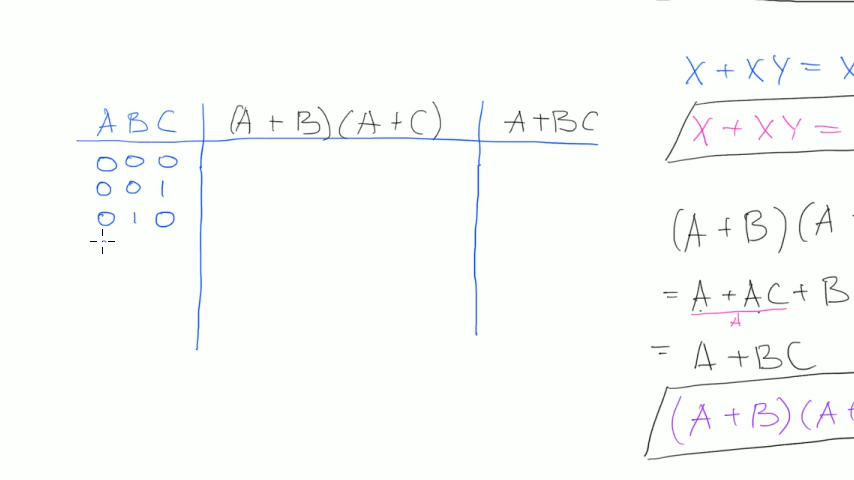 A B C (A + B)(A + C) A+BC
0 0 0
0 0 1
0 1 0
X + XY = X
X + XY =
(A + B)(A
= A + AC + B
A
= A + BC
(A + B)(A +